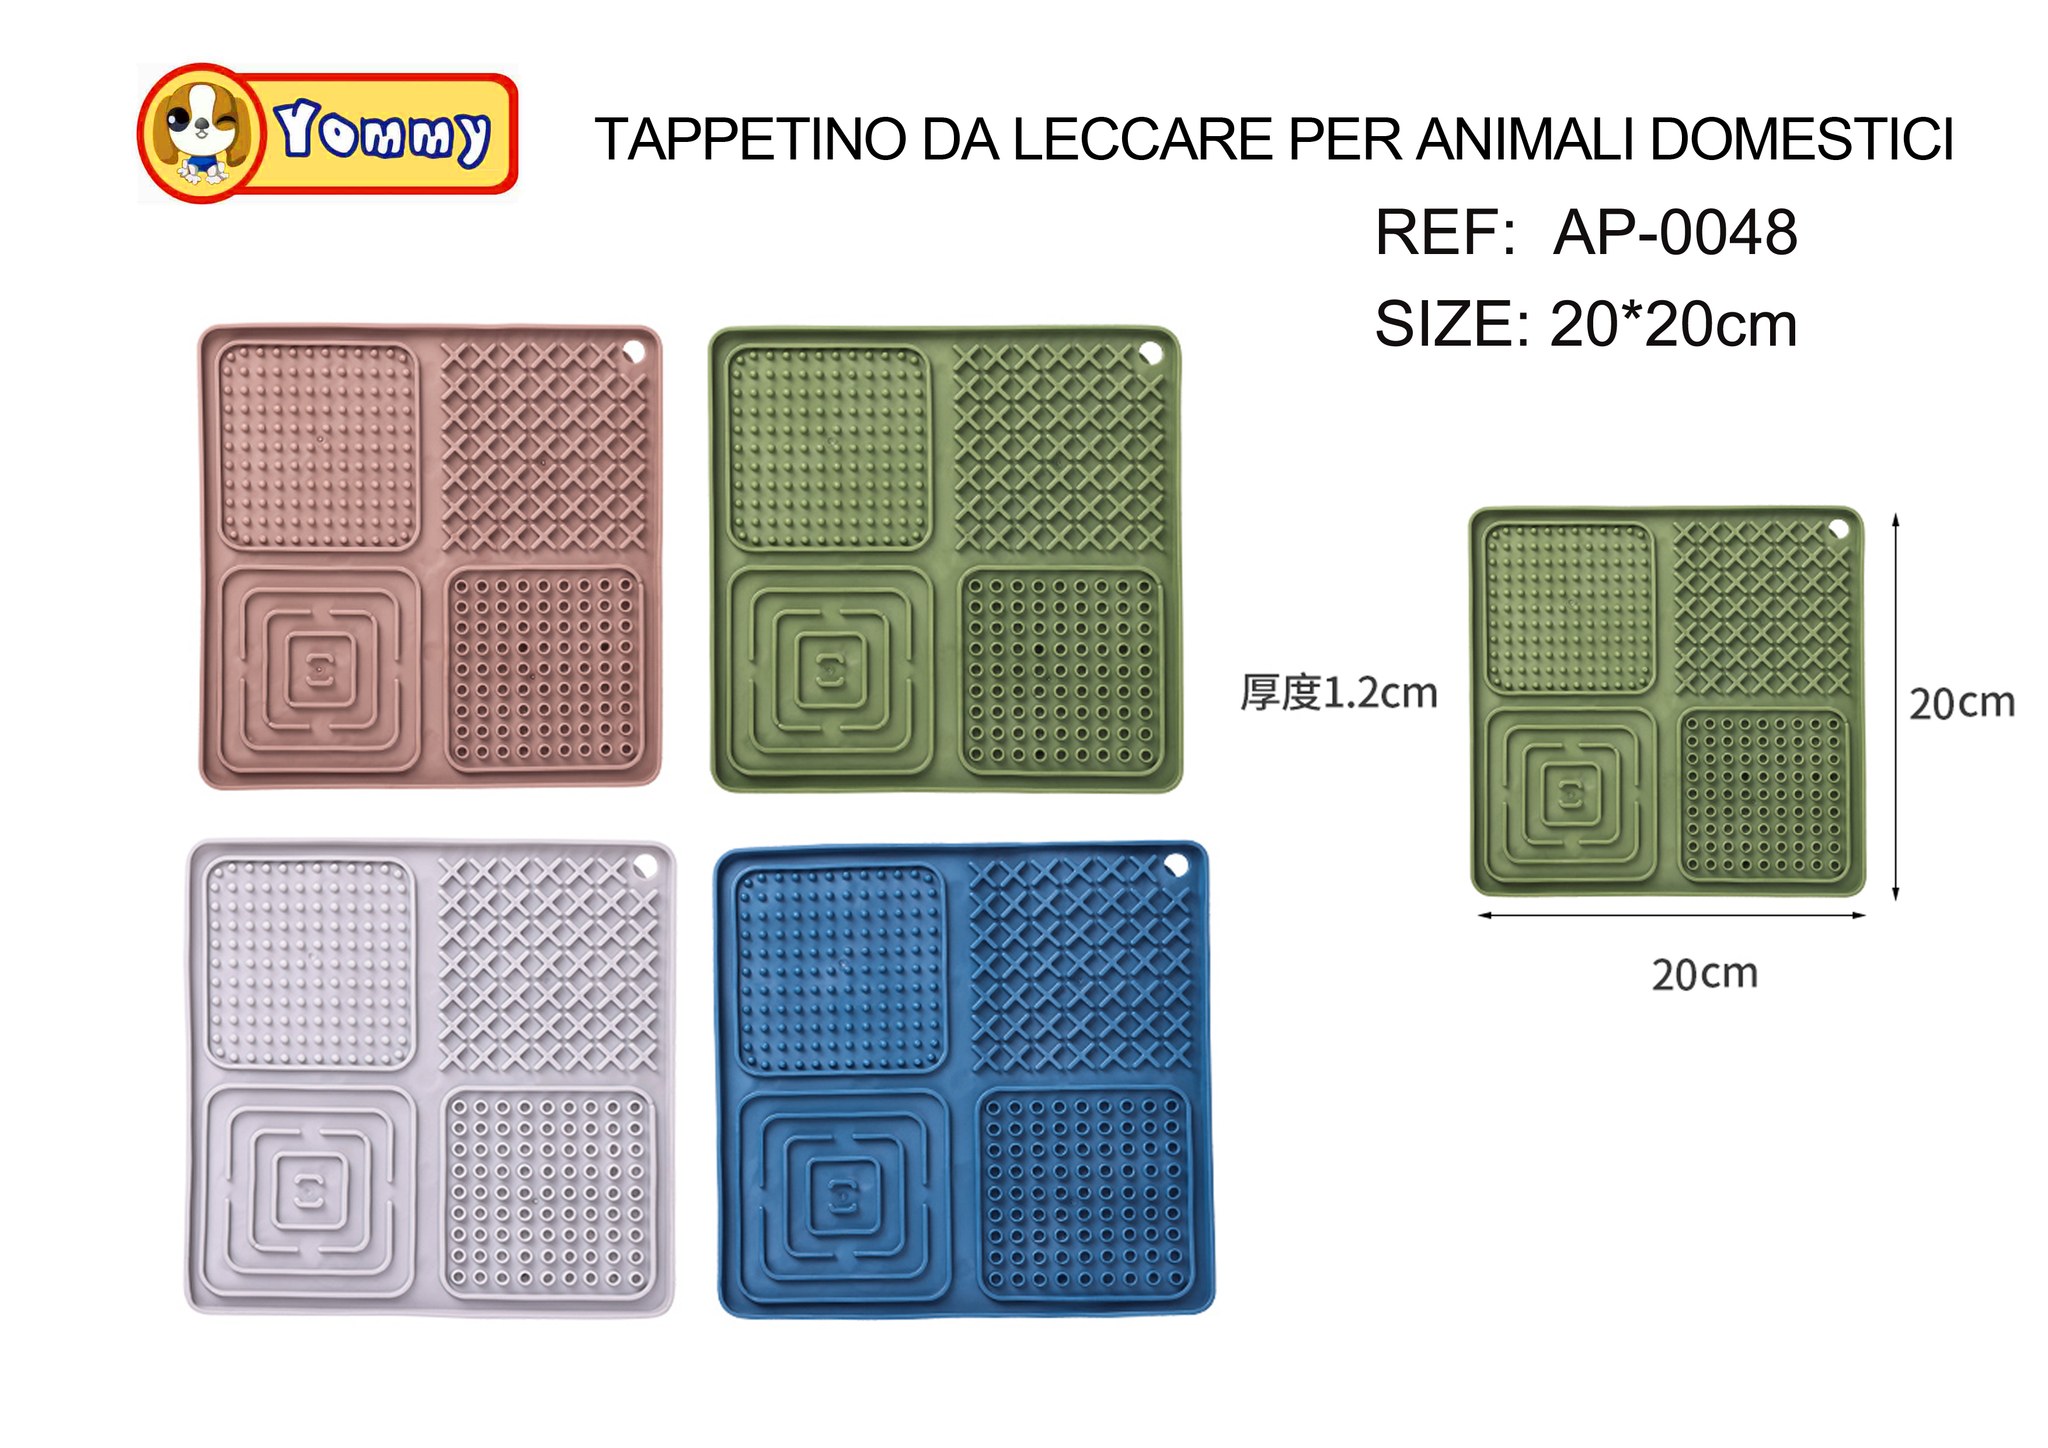 Yommy
TAPPETINO DA LECCARE PER ANIMALI DOMESTICI
REF: AP-0048
SIZE: 20*20cm
厚度1.2cm
20cm
20cm